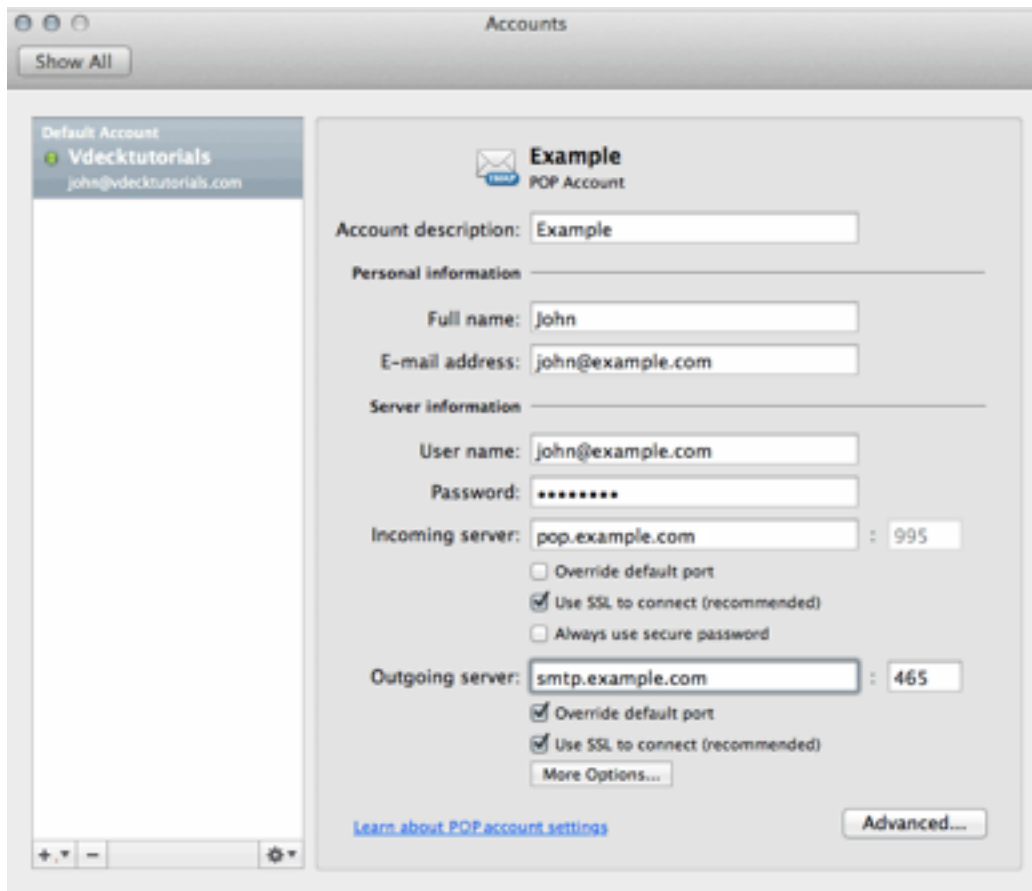 Accounts
Show All
Default Account
Vdecktutorials
john@vdecktutorials.com
Example
POP Account
Account description: Example
Personal information
Full name: John
E-mail address: john@example.com
Server information
User name: john@example.com
Password: ••••••••
Incoming server: pop.example.com : 995
Override default port
Use SSL to connect (recommended)
Always use secure password
Outgoing server: smtp.example.com : 465
Override default port
Use SSL to connect (recommended)
More Options...
Learn about POP account settings
Advanced....